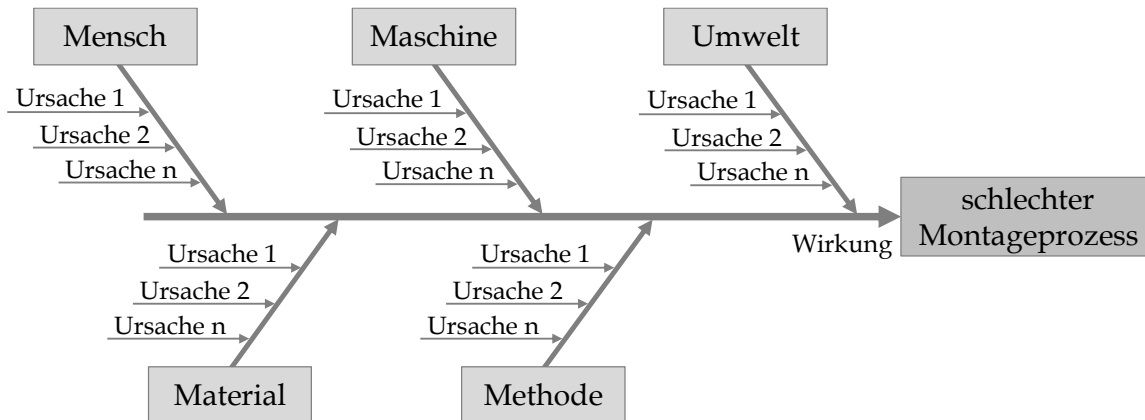 Mensch
Maschine
Umwelt
Ursache 1
Ursache 2
Ursache n
Ursache 1
Ursache 2
Ursache n
Ursache 1
Ursache 2
Ursache n
schlechter
Montageprozess
Wirkung
Ursache 1
Ursache 2
Ursache n
Ursache 1
Ursache 2
Ursache n
Material
Methode